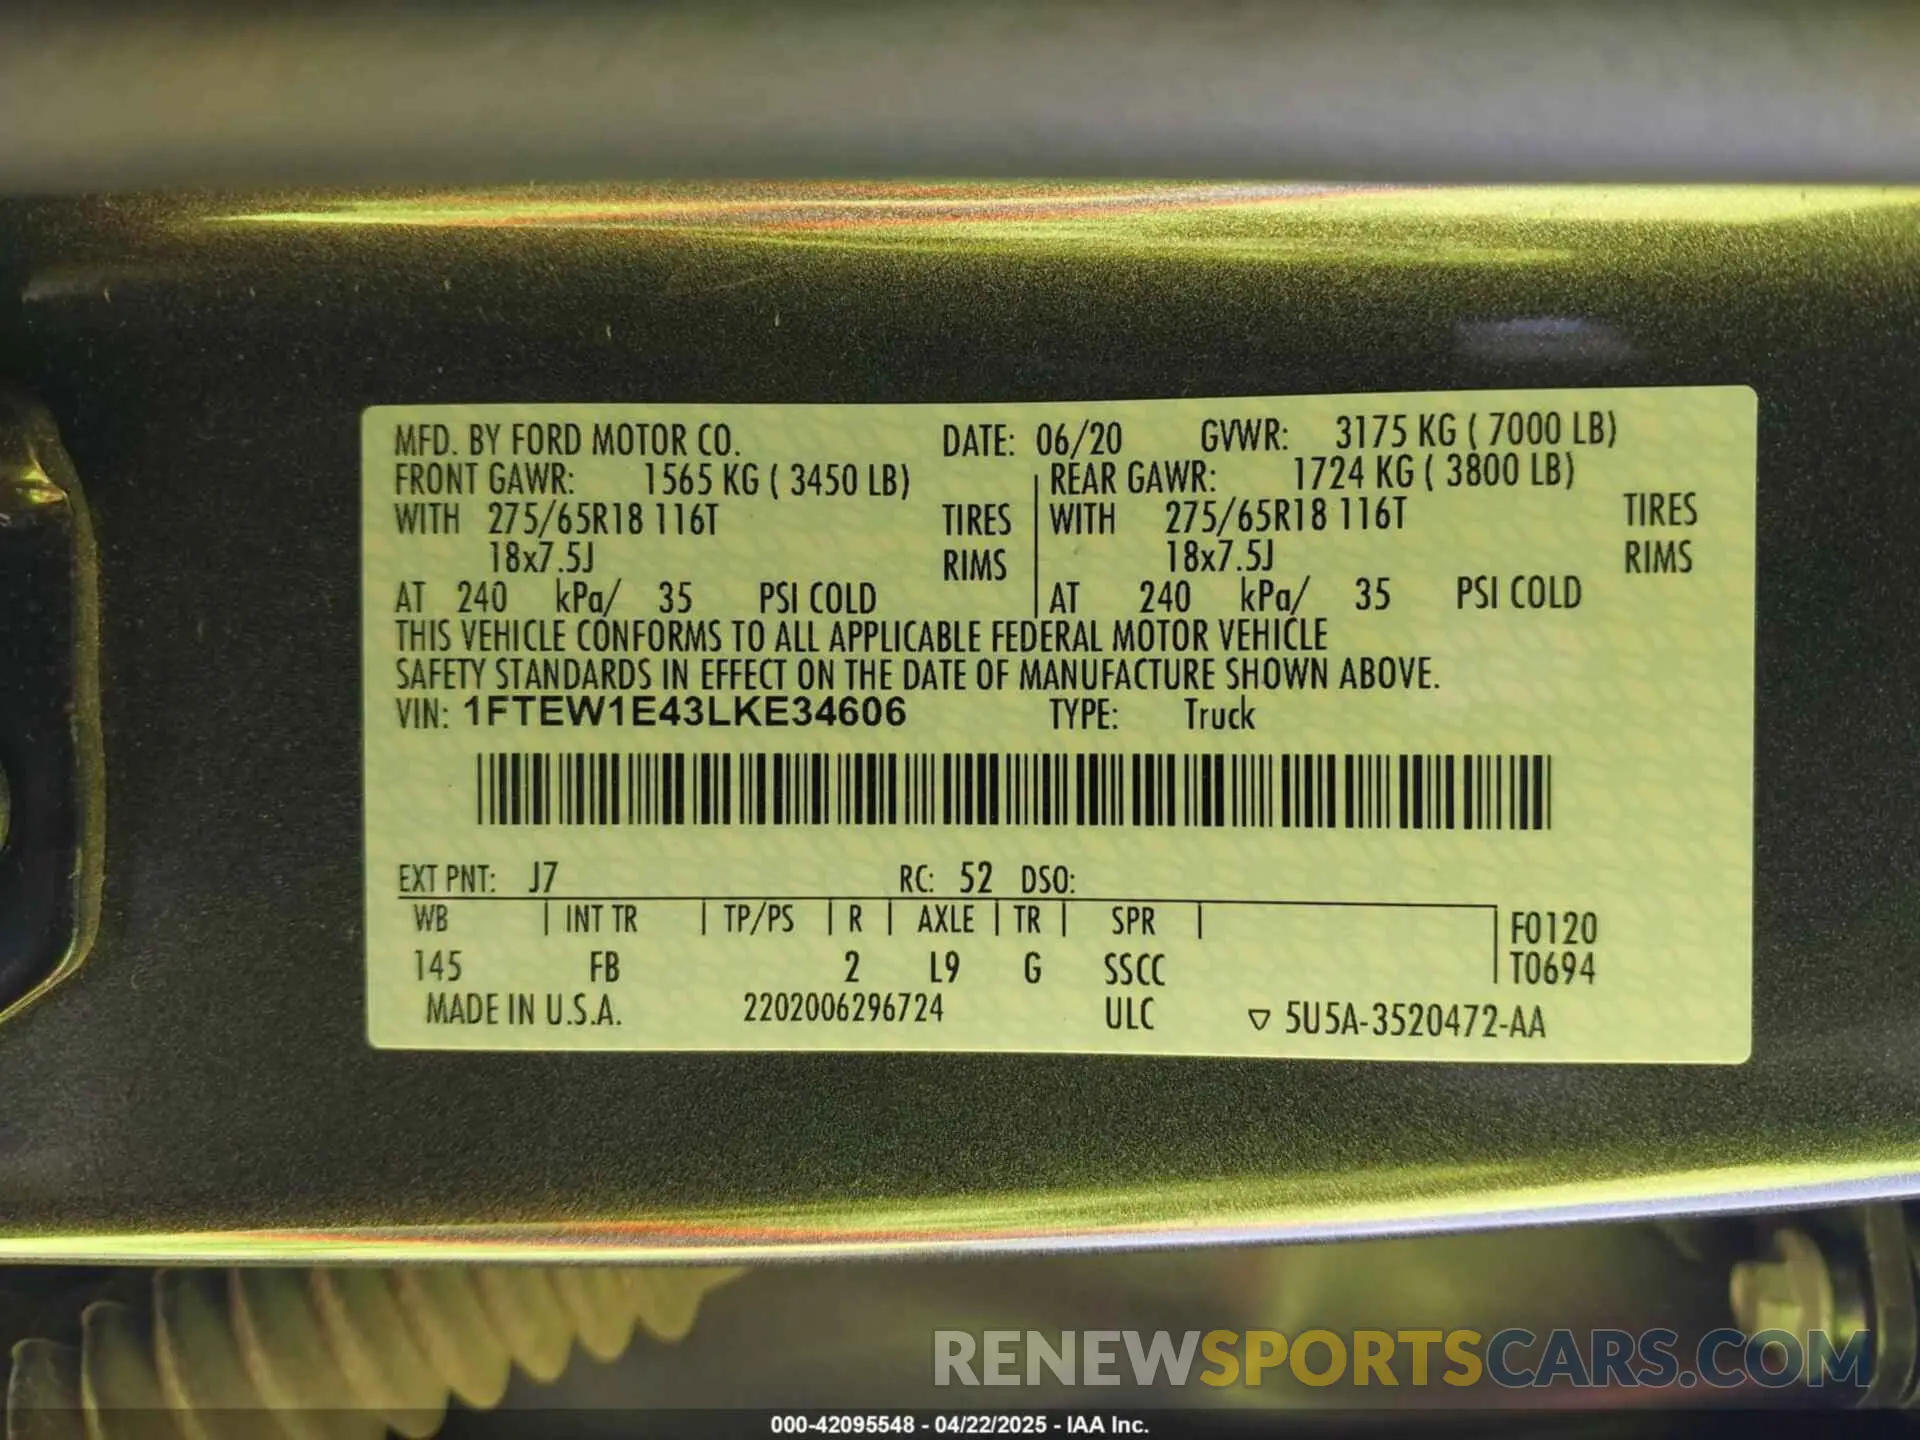 MFD. BY FORD MOTOR CO. DATE: 06/20 GVWR: 3175 KG ( 7000 LB)
FRONT GAWR: 1565 KG ( 3450 LB) REAR GAWR: 1724 KG ( 3800 LB)
WITH 275/65R18 116T TIRES WITH 275/65R18 116T TIRES
18x7.5J RIMS 18x7.5J RIMS
AT 240 kPa/ 35 PSI COLD AT 240 kPa/ 35 PSI COLD
THIS VEHICLE CONFORMS TO ALL APPLICABLE FEDERAL MOTOR VEHICLE
SAFETY STANDARDS IN EFFECT ON THE DATE OF MANUFACTURE SHOWN ABOVE.
VIN: 1FTEW1E43LKE34606 TYPE: Truck
EXT PNT: J7 RC: 52 DSO:
WB INT TR TP/PS R AXLE TR SPR F0120
145 FB 2 L9 G SSCC T0694
MADE IN U.S.A. 2202006296724 ULC ▽ 5U5A-3520472-AA
RENEWSPORTSCARS.COM
000-42095548 - 04/22/2025 - IAA Inc.